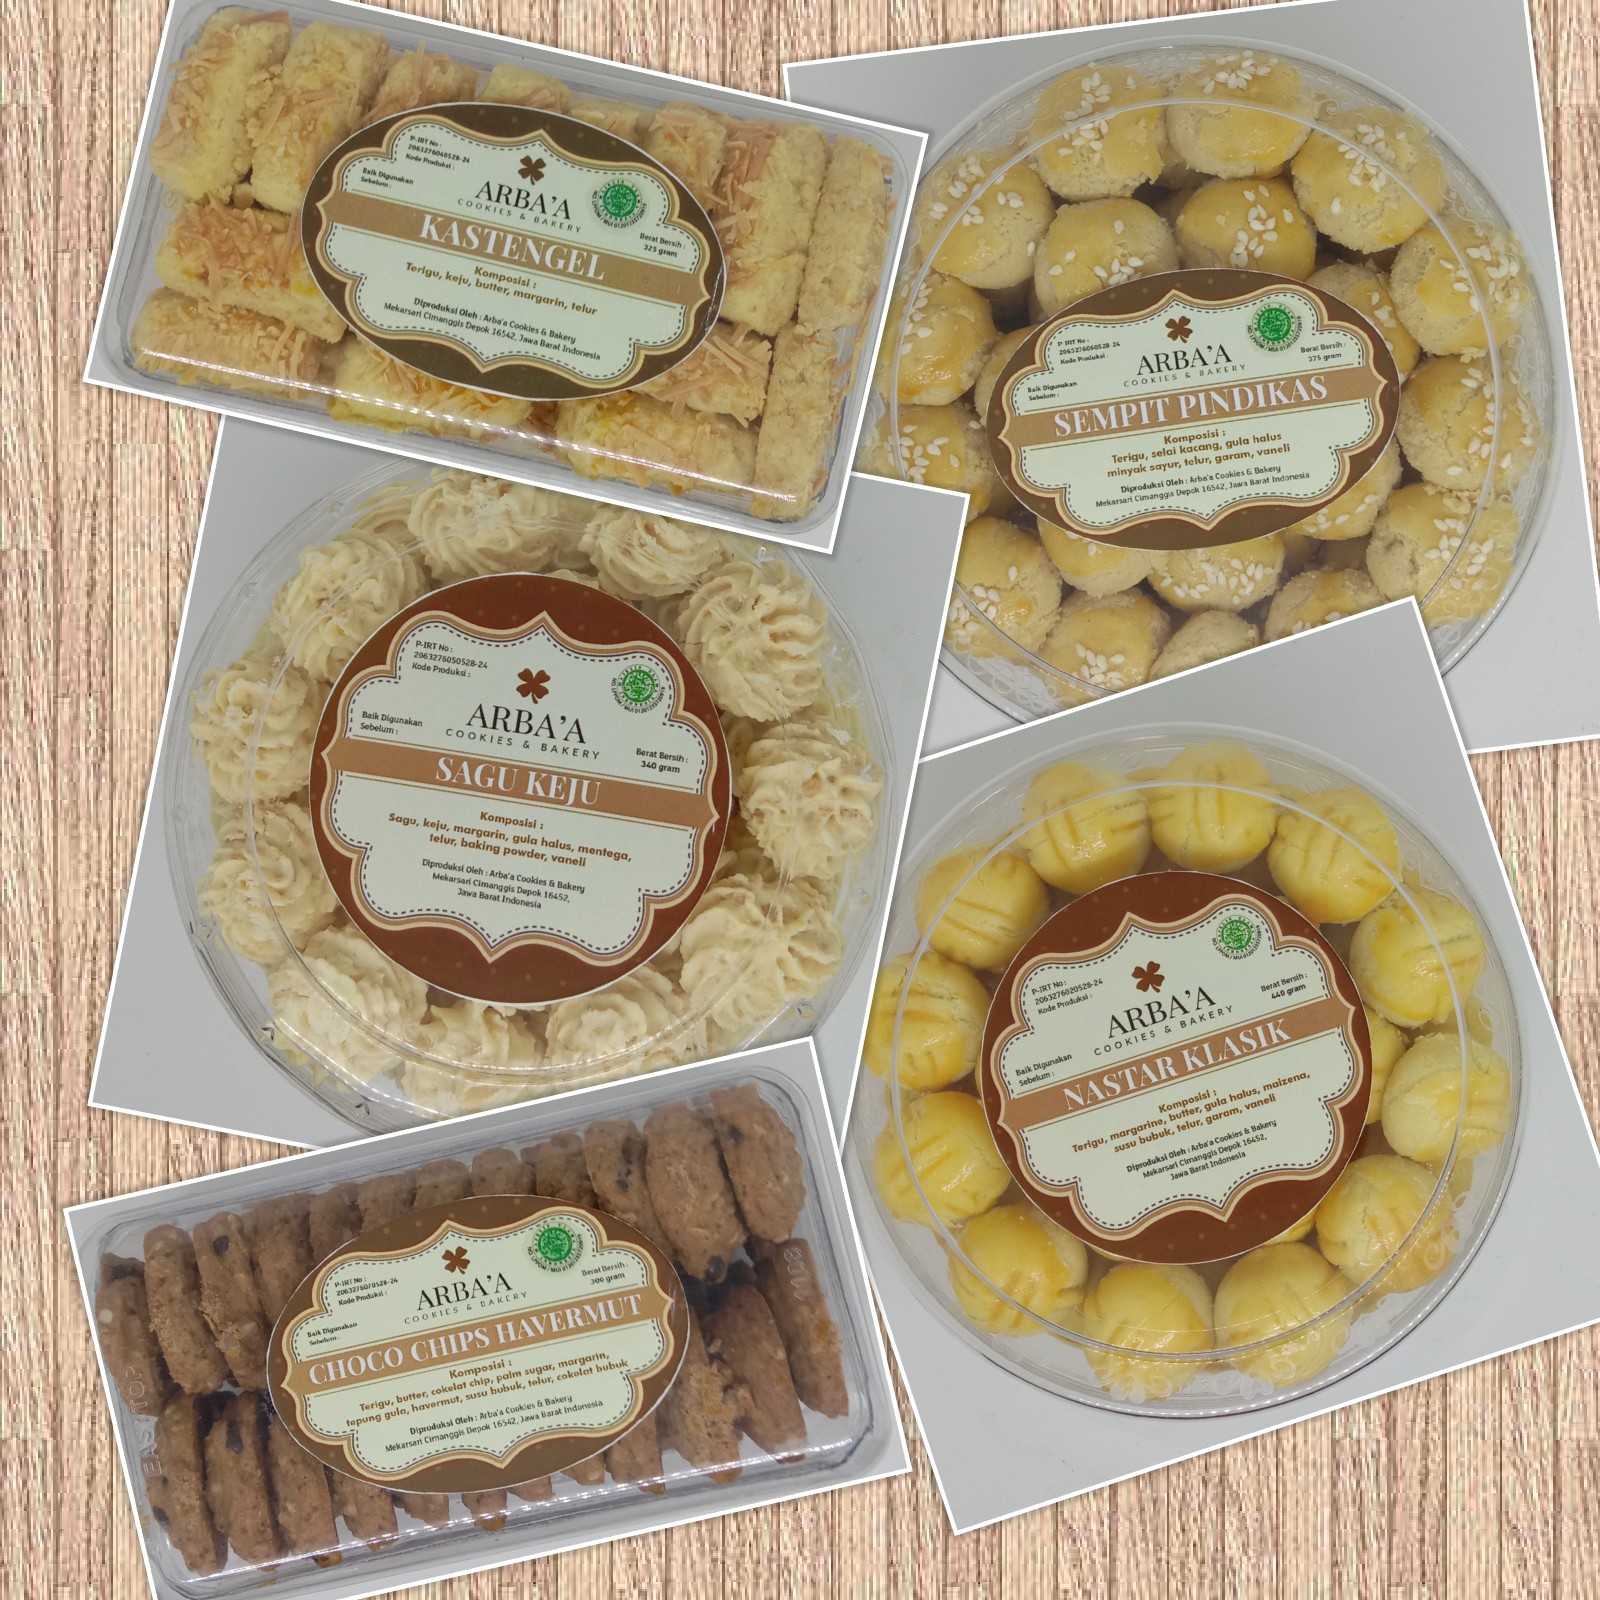 P-IRT No :
2063276040528-24
Kode Produksi :
Baik Digunakan
Sebelum :
ARBA'A
COOKIES & BAKERY
Berat Bersih :
325 gram
KASTENGEL
Komposisi :
Terigu, keju, butter, margarin, telur
Diproduksi Oleh : Arba'a Cookies & Bakery
Mekarsari Cimanggis Depok 16542, Jawa Barat Indonesia
P-IRT No :
2063276060528-24
Kode Produksi :
Baik Digunakan
Sebelum :
ARBA'A
COOKIES & BAKERY
Berat Bersih :
375 gram
SEMPIT PINDIKAS
Komposisi :
Terigu, selai kacang, gula halus
minyak sayur, telur, garam, vaneli
Diproduksi Oleh : Arba'a Cookies & Bakery
Mekarsari Cimanggis Depok 16542, Jawa Barat Indonesia
P-IRT No :
2063276050528-24
Kode Produksi :
Baik Digunakan
Sebelum :
ARBA'A
COOKIES & BAKERY
Berat Bersih :
340 gram
SAGU KEJU
Komposisi :
Sagu, keju, margarin, gula halus, mentega,
telur, baking powder, vaneli
Diproduksi Oleh : Arba'a Cookies & Bakery
Mekarsari Cimanggis Depok 16452,
Jawa Barat Indonesia
P-IRT No :
2063276020528-24
Kode Produksi :
Baik Digunakan
Sebelum :
ARBA'A
COOKIES & BAKERY
Berat Bersih :
440 gram
NASTAR KLASIK
Komposisi :
Terigu, margarine, butter, gula halus, maizena,
susu bubuk, telur, garam, vaneli
Diproduksi Oleh : Arba'a Cookies & Bakery
Mekarsari Cimanggis Depok 16452,
Jawa Barat Indonesia
P-IRT No :
2063276070528-24
Kode Produksi :
Baik Digunakan
Sebelum :
ARBA'A
COOKIES & BAKERY
Berat Bersih :
300 gram
CHOCO CHIPS HAVERMUT
Komposisi :
Terigu, butter, cokelat chip, palm sugar, margarin,
tepung gula, havermut, susu bubuk, telur, cokelat bubuk
Diproduksi Oleh : Arba'a Cookies & Bakery
Mekarsari Cimanggis Depok 16542, Jawa Barat Indonesia